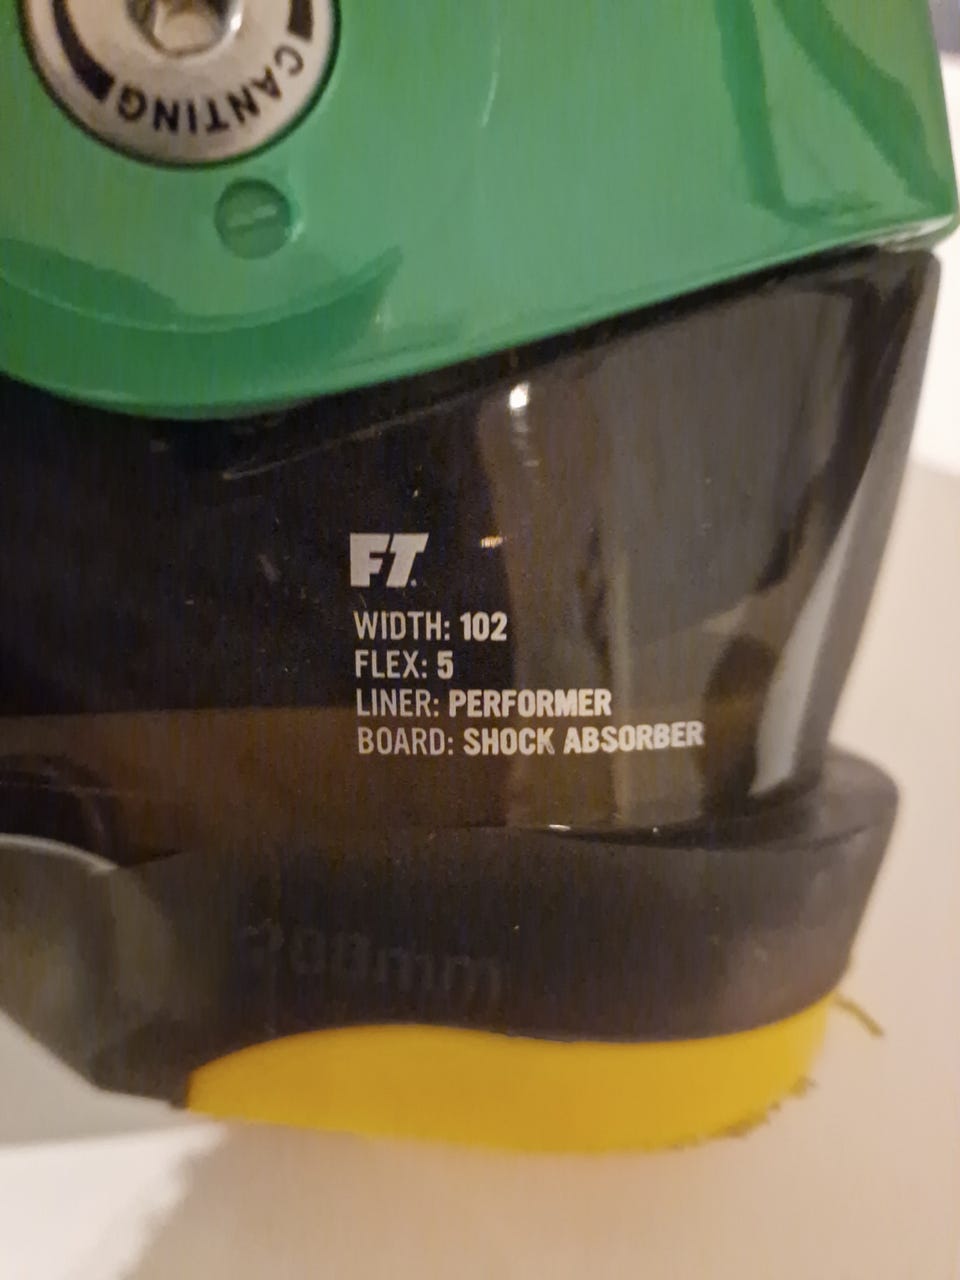 CANTING
FT.
WIDTH: 102
FLEX: 5
LINER: PERFORMER
BOARD: SHOCK ABSORBER